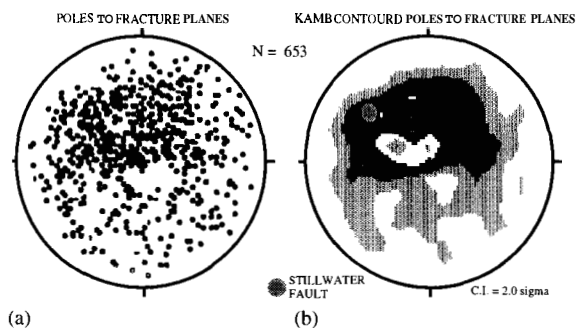 POLES TO FRACTURE PLANES
KAMB CONTOURD POLES TO FRACTURE PLANES
N = 653
STILLWATER
FAULT
C.I. = 2.0 sigma
(a)
(b)